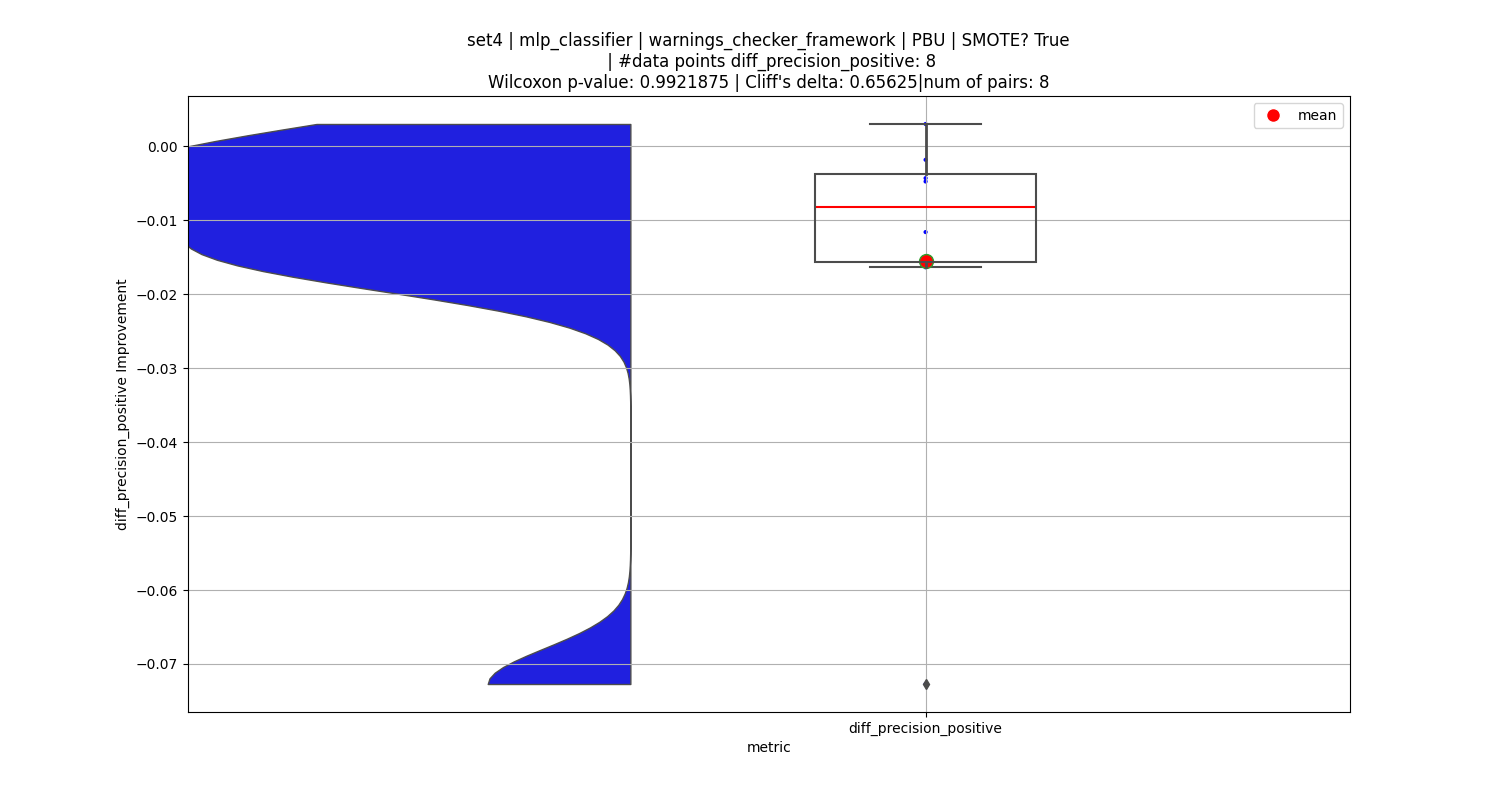 set4 | mlp_classifier | warnings_checker_framework | PBU | SMOTE? True
| #data points diff_precision_positive: 8
Wilcoxon p-value: 0.9921875 | Cliff's delta: 0.65625|num of pairs: 8
mean
0.00
−0.01
−0.02
−0.03
−0.04
−0.05
−0.06
−0.07
diff_precision_positive Improvement
diff_precision_positive
metric